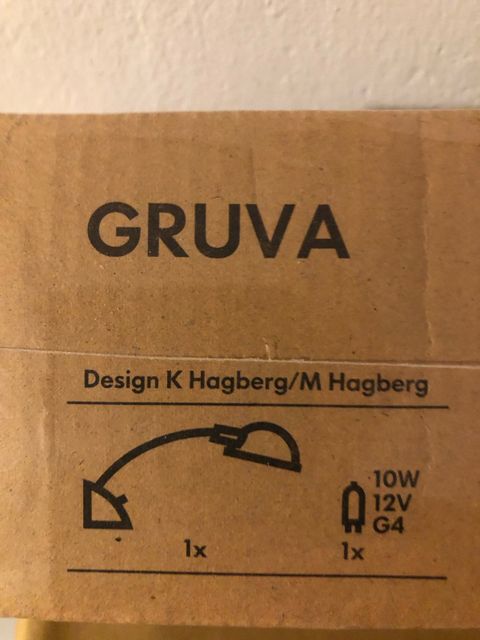 GRUVA
Design K Hagberg/M Hagberg
10W
12V
G4
1x
1x